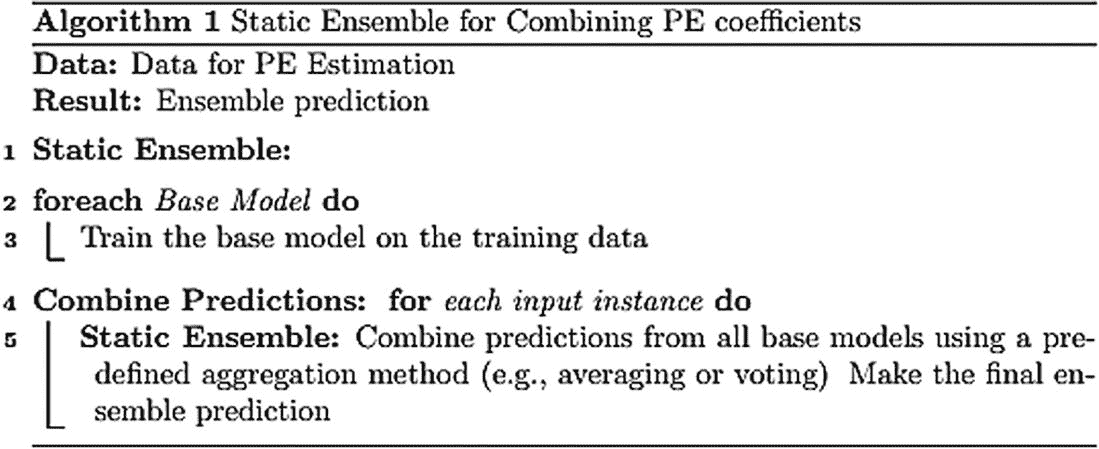 Algorithm 1 Static Ensemble for Combining PE coefficients
Data: Data for PE Estimation
Result: Ensemble prediction
1 Static Ensemble:
2 foreach Base Model do
3 Train the base model on the training data
4 Combine Predictions: for each input instance do
5 Static Ensemble: Combine predictions from all base models using a pre-
defined aggregation method (e.g., averaging or voting) Make the final en-
semble prediction